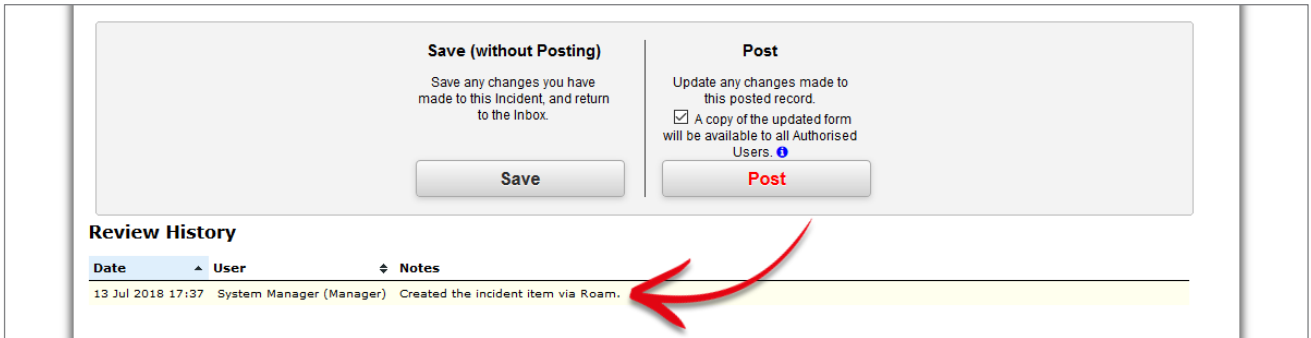 Save (without Posting)
Save any changes you have
made to this Incident, and return
to the Inbox.
Save
Post
Update any changes made to
this posted record.
A copy of the updated form
will be available to all Authorised
Users.
Post
Review History
Date User Notes
13 Jul 2018 17:37 System Manager (Manager) Created the incident item via Roam.